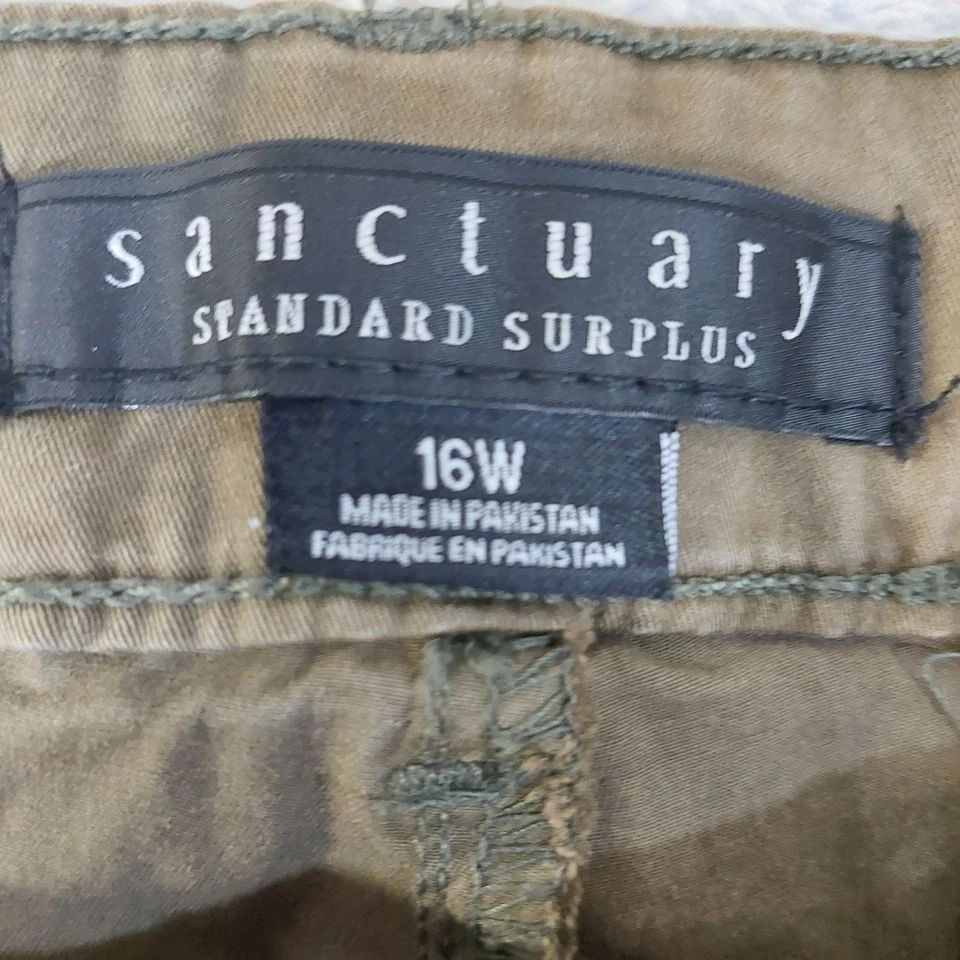 sanctuary
STANDARD SURPLUS
16W
MADE IN PAKISTAN
FABRIQUE EN PAKISTAN